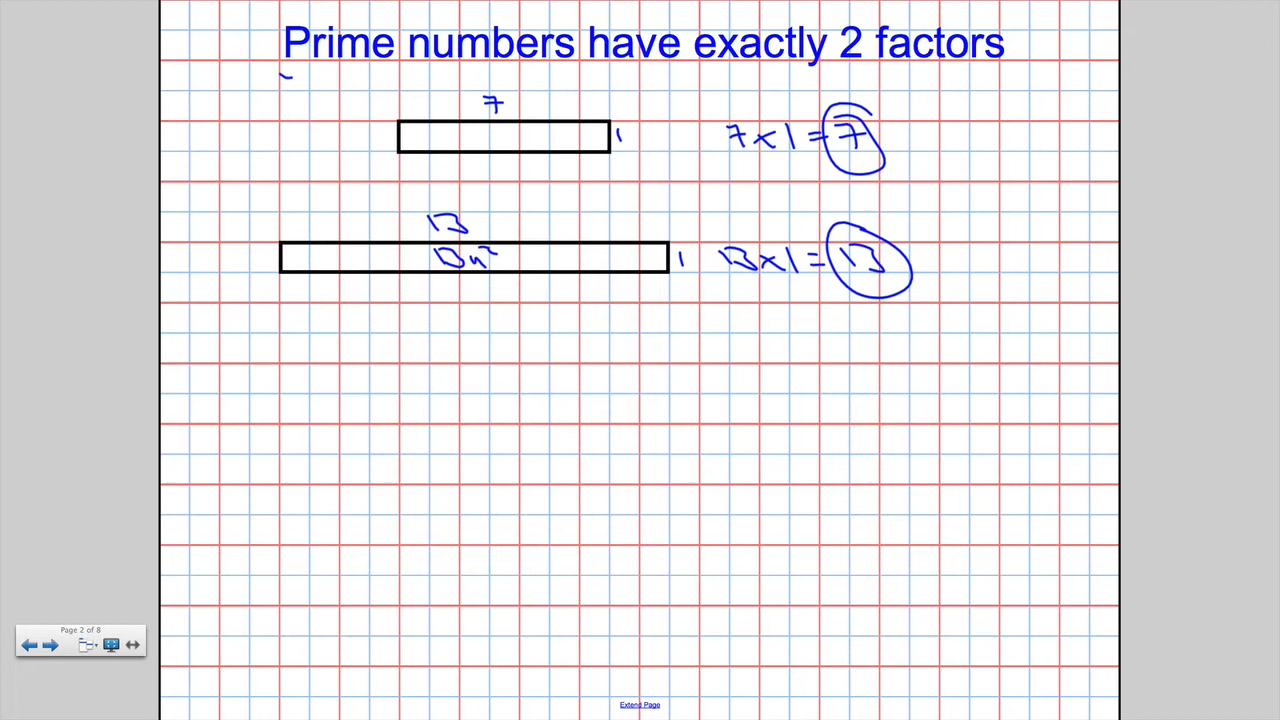 Prime numbers have exactly 2 factors
7
1
7 x 1 = 7
13
13u²
1
13 x 1 = 13
Page 2 of 8
Extend Page